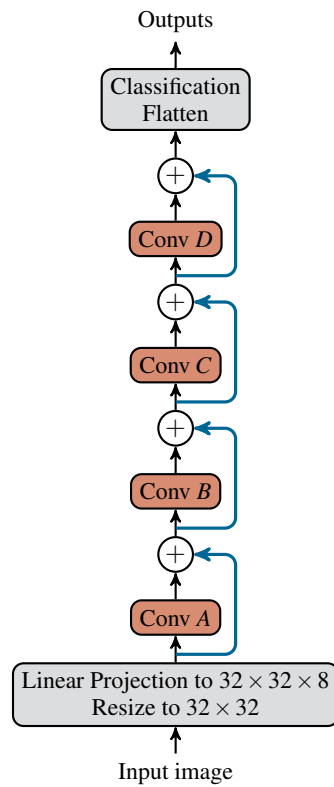 Outputs
Classification
Flatten
+
Conv D
+
Conv C
+
Conv B
+
Conv A
Linear Projection to 32 × 32 × 8
Resize to 32 × 32
Input image